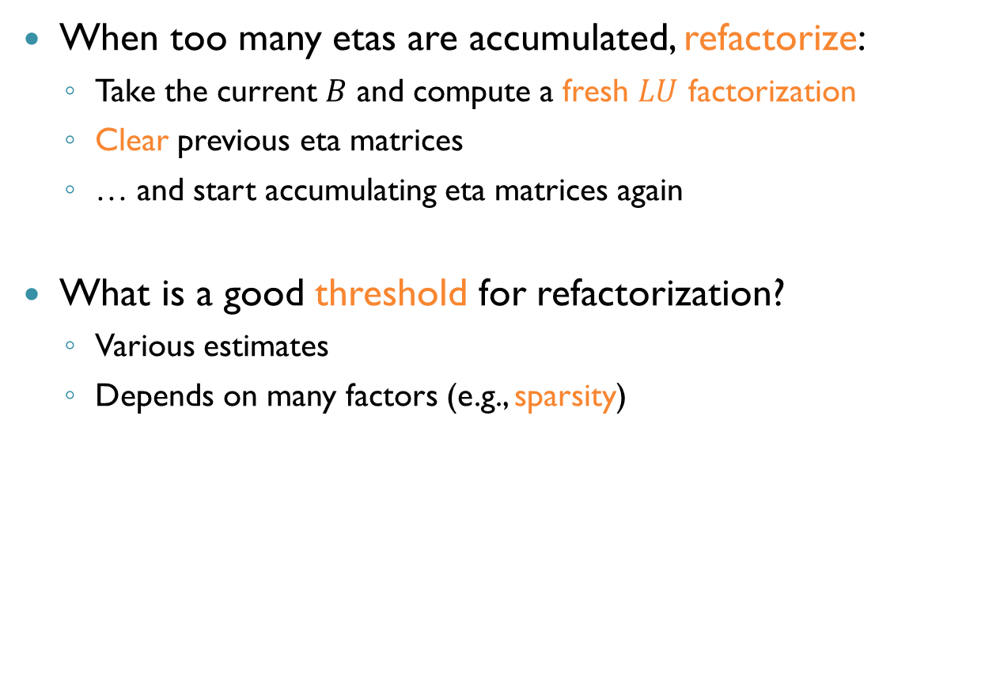 • When too many etas are accumulated, refactorize:
◦ Take the current B and compute a fresh LU factorization
◦ Clear previous eta matrices
◦ … and start accumulating eta matrices again
• What is a good threshold for refactorization?
◦ Various estimates
◦ Depends on many factors (e.g., sparsity)